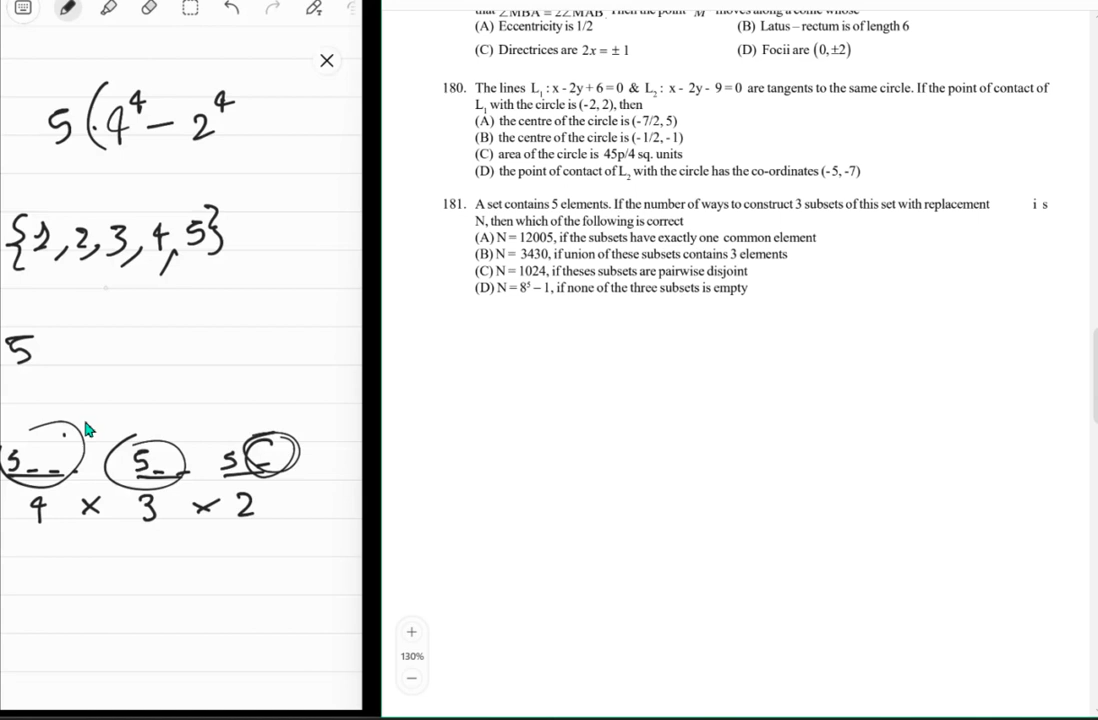 5 (4⁴ - 2⁴
{1, 2, 3, 4, 5}
5
5 _ _ 5 _ _ 5
4 × 3 × 2
(A) Eccentricity is 1/2 (B) Latus – rectum is of length 6
(C) Directrices are 2x = ± 1 (D) Focii are (0, ±2)
180. The lines L₁ : x - 2y + 6 = 0 & L₂ : x - 2y - 9 = 0 are tangents to the same circle. If the point of contact of
L₁ with the circle is (-2, 2), then
(A) the centre of the circle is (-7/2, 5)
(B) the centre of the circle is (-1/2, -1)
(C) area of the circle is 45p/4 sq. units
(D) the point of contact of L₂ with the circle has the co-ordinates (-5, -7)
181. A set contains 5 elements. If the number of ways to construct 3 subsets of this set with replacement i s
N, then which of the following is correct
(A) N = 12005, if the subsets have exactly one common element
(B) N = 3430, if union of these subsets contains 3 elements
(C) N = 1024, if theses subsets are pairwise disjoint
(D) N = 8⁵ – 1, if none of the three subsets is empty
130%